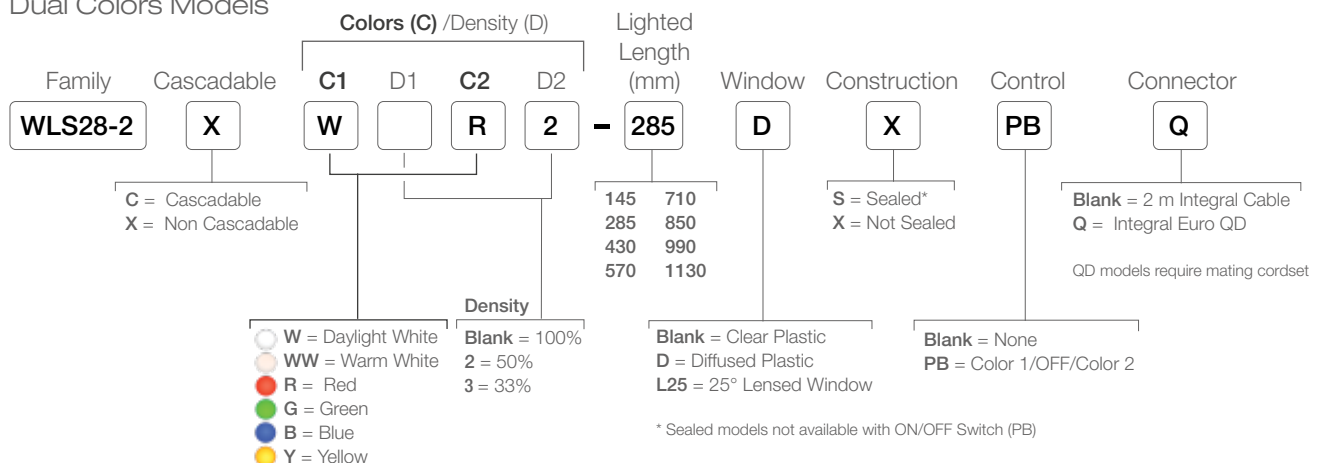 Dual Colors Models
Colors (C) /Density (D)
Lighted
Length
(mm)
Family Cascadable C1 D1 C2 D2 Window Construction Control Connector
WLS28-2 X W R 2 – 285 D X PB Q
C = Cascadable
X = Non Cascadable
145 710
285 850
430 990
570 1130
S = Sealed*
X = Not Sealed
Blank = 2 m Integral Cable
Q = Integral Euro QD
QD models require mating cordset
W = Daylight White
WW = Warm White
R = Red
G = Green
B = Blue
Y = Yellow
Density
Blank = 100%
2 = 50%
3 = 33%
Blank = Clear Plastic
D = Diffused Plastic
L25 = 25° Lensed Window
Blank = None
PB = Color 1/OFF/Color 2
* Sealed models not available with ON/OFF Switch (PB)